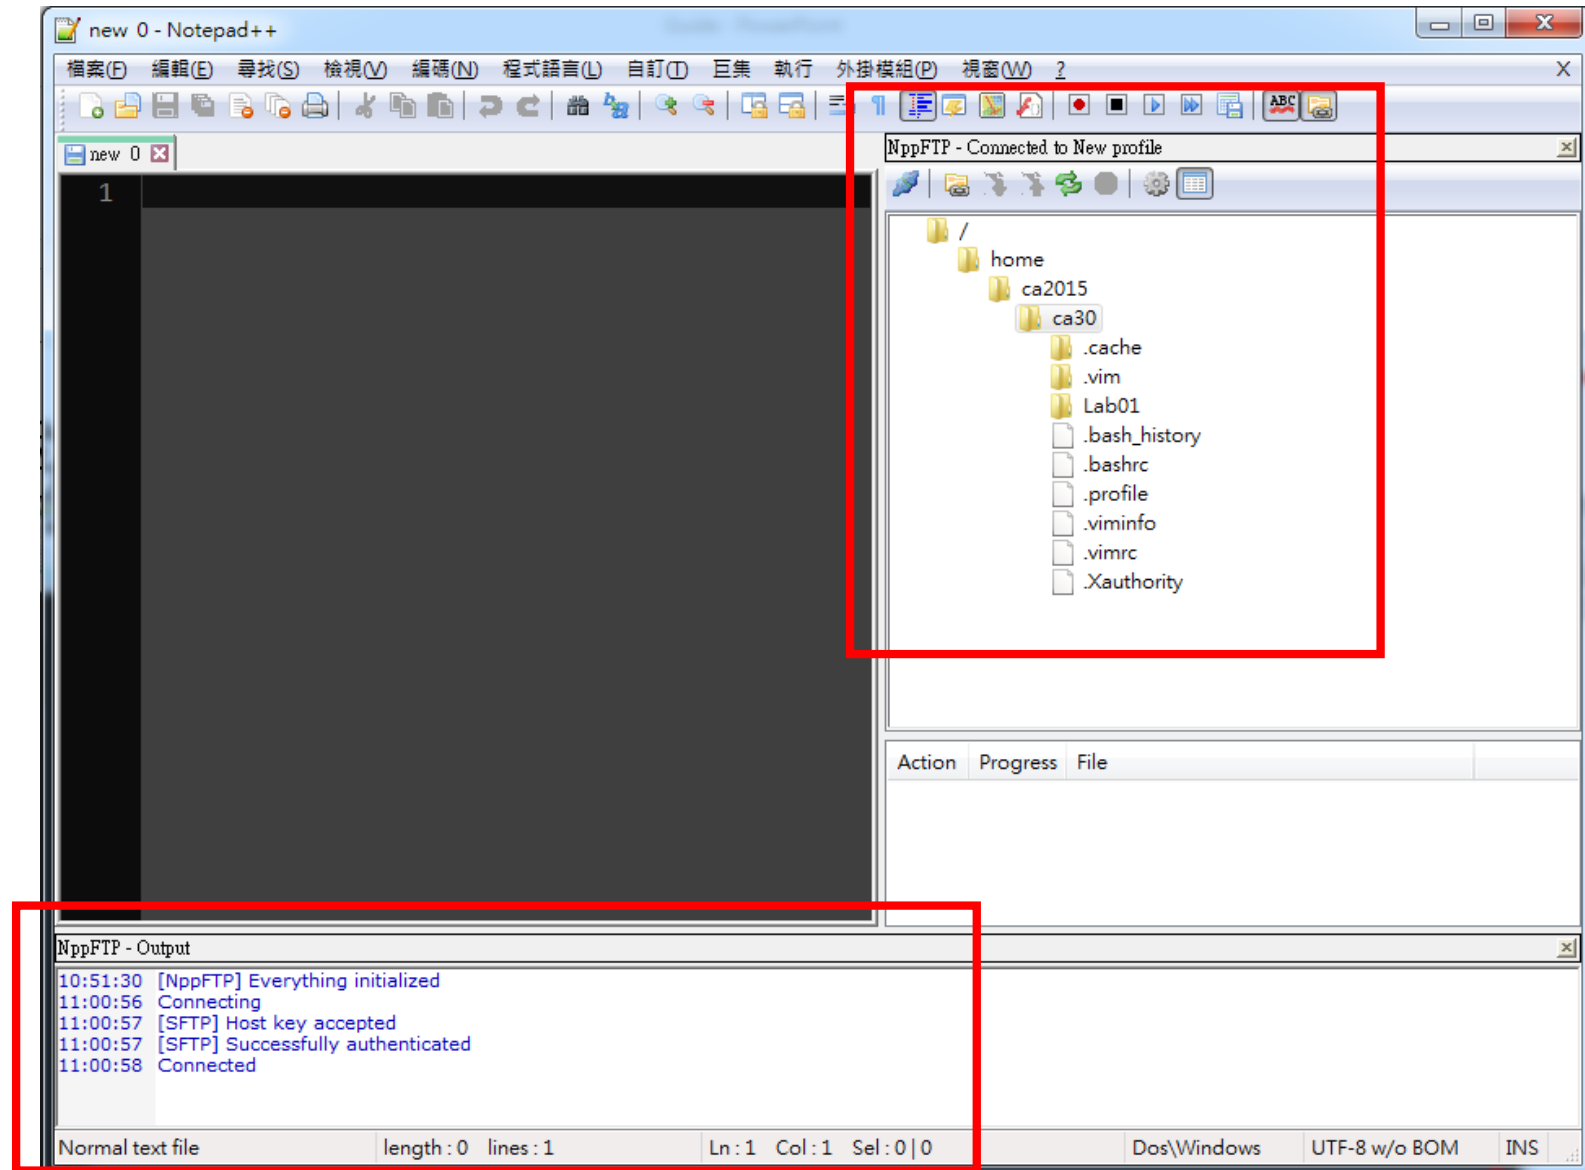 new 0 - Notepad++
檔案(F) 編輯(E) 尋找(S) 檢視(V) 編碼(N) 程式語言(L) 自訂(T) 巨集 執行 外掛模組(P) 視窗(W) ? X
ABC
new 0
NppFTP - Connected to New profile
1
/
home
ca2015
ca30
.cache
.vim
Lab01
.bash_history
.bashrc
.profile
.viminfo
.vimrc
.Xauthority
Action Progress File
NppFTP - Output
10:51:30 [NppFTP] Everything initialized
11:00:56 Connecting
11:00:57 [SFTP] Host key accepted
11:00:57 [SFTP] Successfully authenticated
11:00:58 Connected
Normal text file length : 0 lines : 1 Ln : 1 Col : 1 Sel : 0 | 0 Dos\Windows UTF-8 w/o BOM INS